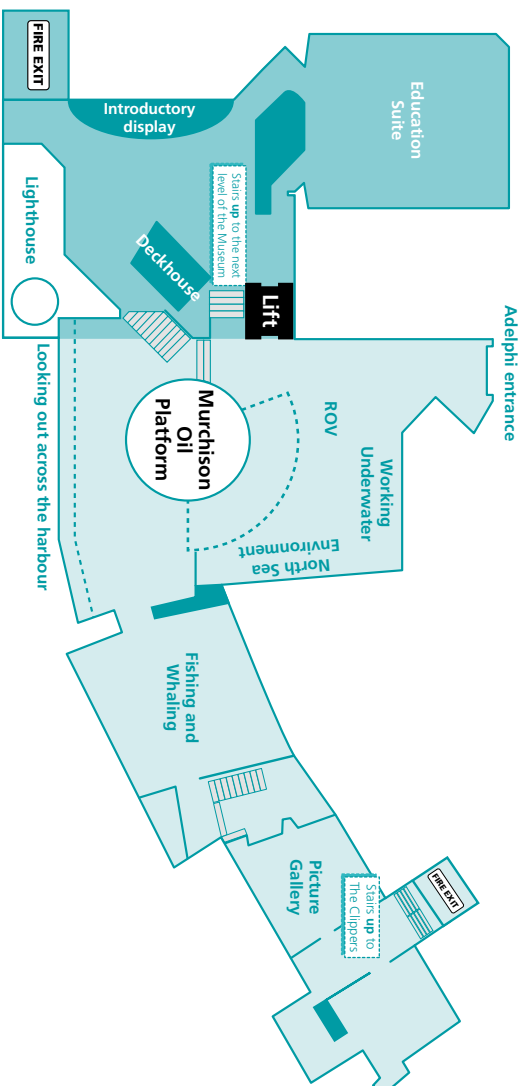 FIRE EXIT
Introductory
display
Education
Suite
Stairs up to the next
level of the Museum
Lighthouse
Deckhouse
Lift
Adelphi entrance
Looking out across the harbour
Murchison
Oil
Platform
ROV
Working
Underwater
North Sea
Environment
Fishing and
Whaling
Picture
Gallery
Stairs up to
The Clippers
FIRE EXIT